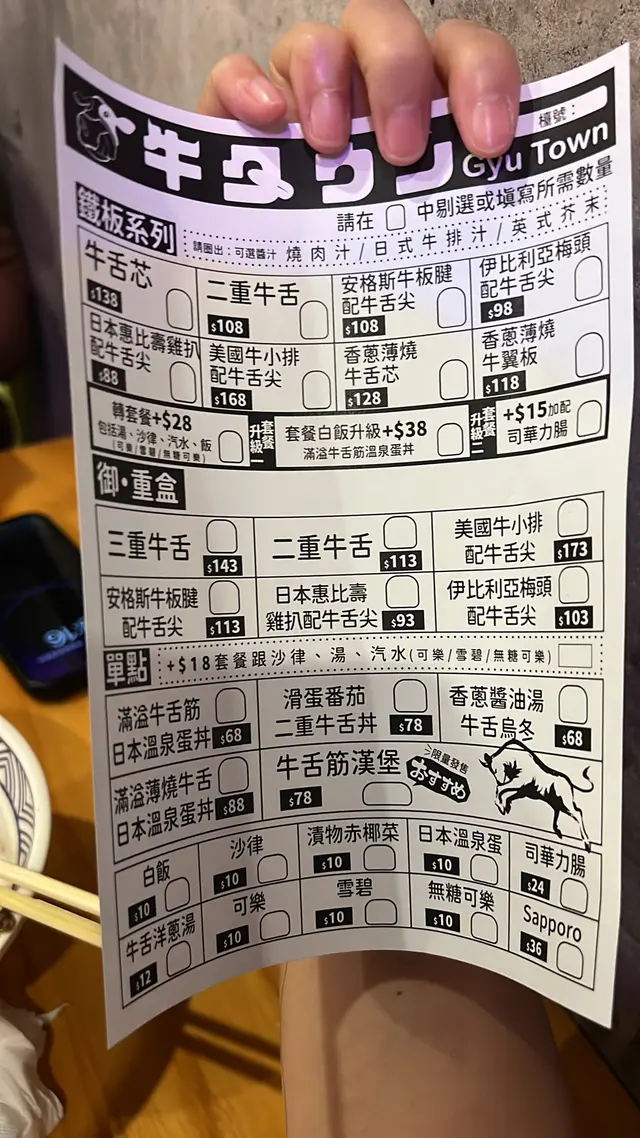 牛タウン
Gyu Town
檯號：
請在 中剔選或填寫所需數量
鐵板系列
請圈出：可選醬汁 燒肉汁/日式牛排汁/英式芥末
牛舌芯
$138
二重牛舌
$108
安格斯牛板腱
配牛舌尖
$108
伊比利亞梅頭
配牛舌尖
$98
日本惠比壽雞扒
配牛舌尖
$88
美國牛小排
配牛舌尖
$168
香蔥薄燒
牛舌芯
$128
香蔥薄燒
牛翼板
$118
轉套餐+$28
包括湯、沙律、汽水、飯
(可樂/雪碧/無糖可樂)
套餐升級一
套餐白飯升級+$38
滿溢牛舌筋溫泉蛋丼
套餐升級二
+$15加配
司華力腸
御·重盒
三重牛舌
$143
二重牛舌
$113
美國牛小排
配牛舌尖
$173
安格斯牛板腱
配牛舌尖
$113
日本惠比壽
雞扒配牛舌尖
$93
伊比利亞梅頭
配牛舌尖
$103
單點
+$18套餐跟沙律、湯、汽水(可樂/雪碧/無糖可樂)
滿溢牛舌筋
日本溫泉蛋丼
$68
滑蛋番茄
二重牛舌丼
$78
香蔥醬油湯
牛舌烏冬
$68
滿溢薄燒牛舌
日本溫泉蛋丼
$88
牛舌筋漢堡
$78
限量發售
おすすめ
白飯
$10
沙律
$10
漬物赤椰菜
$10
日本溫泉蛋
$10
司華力腸
$24
牛舌洋蔥湯
$12
可樂
$10
雪碧
$10
無糖可樂
$10
Sapporo
$36